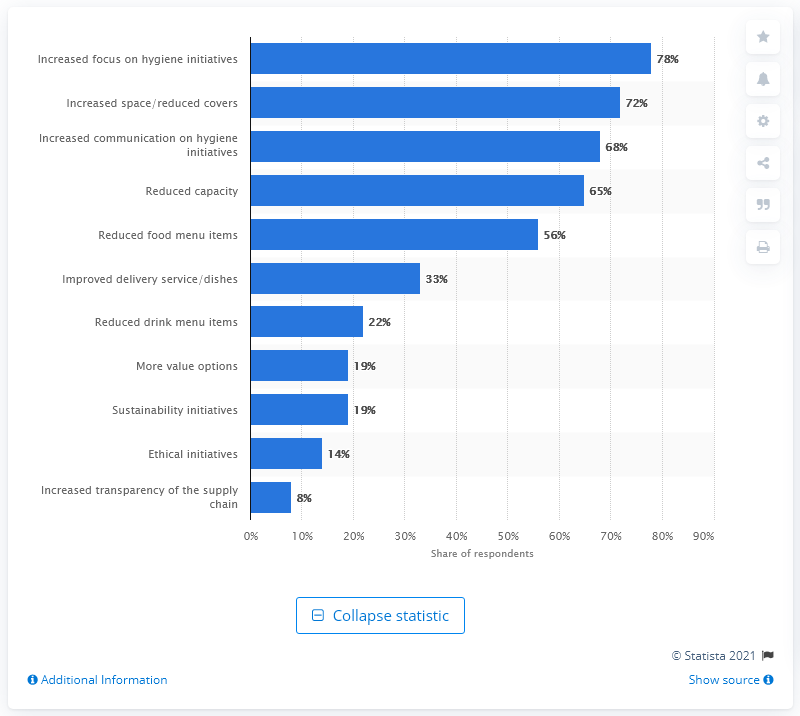 Increased focus on hygiene initiatives 78%
Increased space/reduced covers 72%
Increased communication on hygiene
initiatives 68%
Reduced capacity 65%
Reduced food menu items 56%
Improved delivery service/dishes 33%
Reduced drink menu items 22%
More value options 19%
Sustainability initiatives 19%
Ethical initiatives 14%
Increased transparency of the supply
chain 8%
0% 10% 20% 30% 40% 50% 60% 70% 80% 90%
Share of respondents
Collapse statistic
© Statista 2021
Additional Information Show source